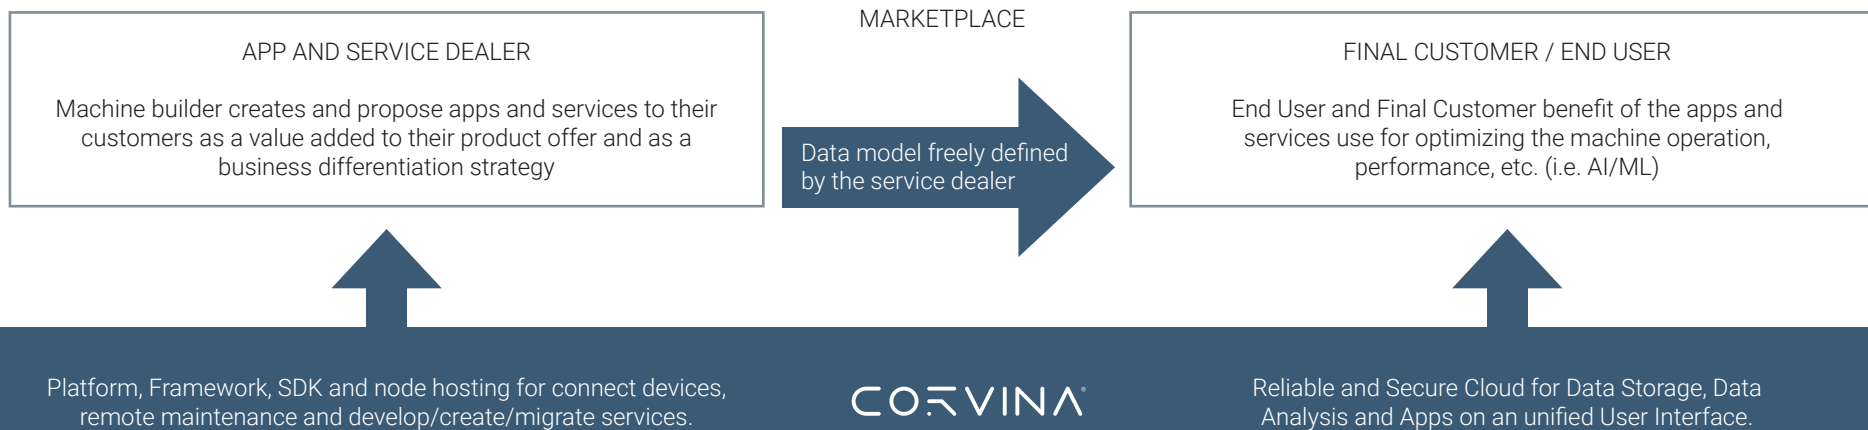 MARKETPLACE
APP AND SERVICE DEALER
Machine builder creates and propose apps and services to their
customers as a value added to their product offer and as a
business differentiation strategy
Data model freely defined
by the service dealer
FINAL CUSTOMER / END USER
End User and Final Customer benefit of the apps and
services use for optimizing the machine operation,
performance, etc. (i.e. AI/ML)
Platform, Framework, SDK and node hosting for connect devices,
remote maintenance and develop/create/migrate services.
CORVINA®
Reliable and Secure Cloud for Data Storage, Data
Analysis and Apps on an unified User Interface.